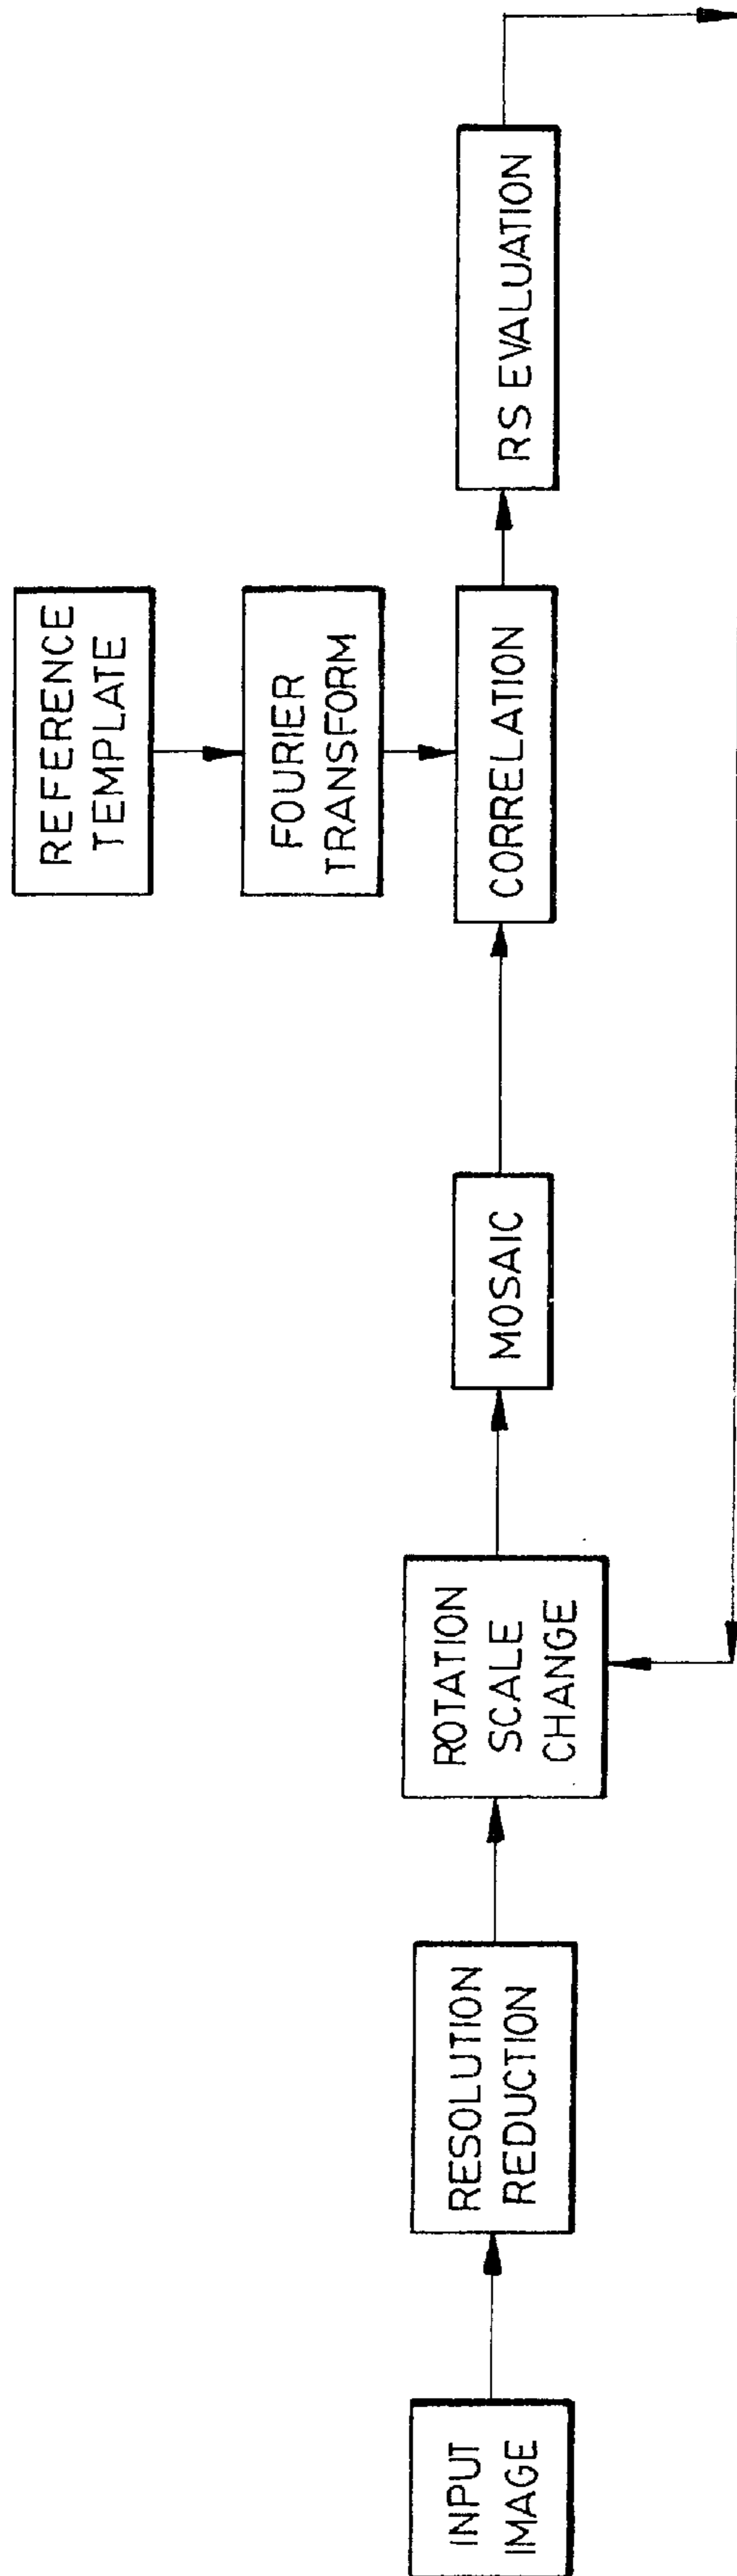 REFERENCE
TEMPLATE
FOURIER
TRANSFORM
INPUT
IMAGE
RESOLUTION
REDUCTION
ROTATION
SCALE
CHANGE
MOSAIC
CORRELATION
RS EVALUATION